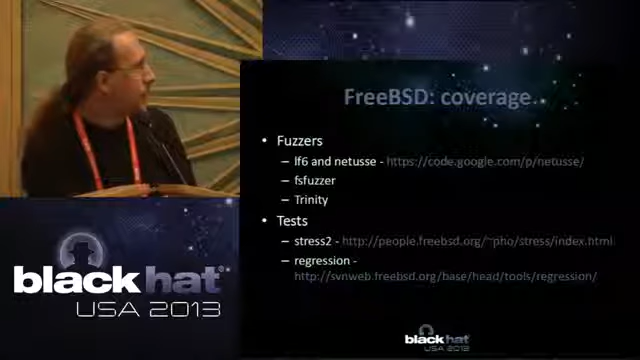 FreeBSD: coverage
• Fuzzers
– lf6 and netusse - https://code.google.com/p/netusse/
– fsfuzzer
– Trinity
• Tests
– stress2 - http://people.freebsd.org/~pho/stress/index.html
– regression -
http://svnweb.freebsd.org/base/head/tools/regression/
black hat®
USA 2013
black hat
USA 2013